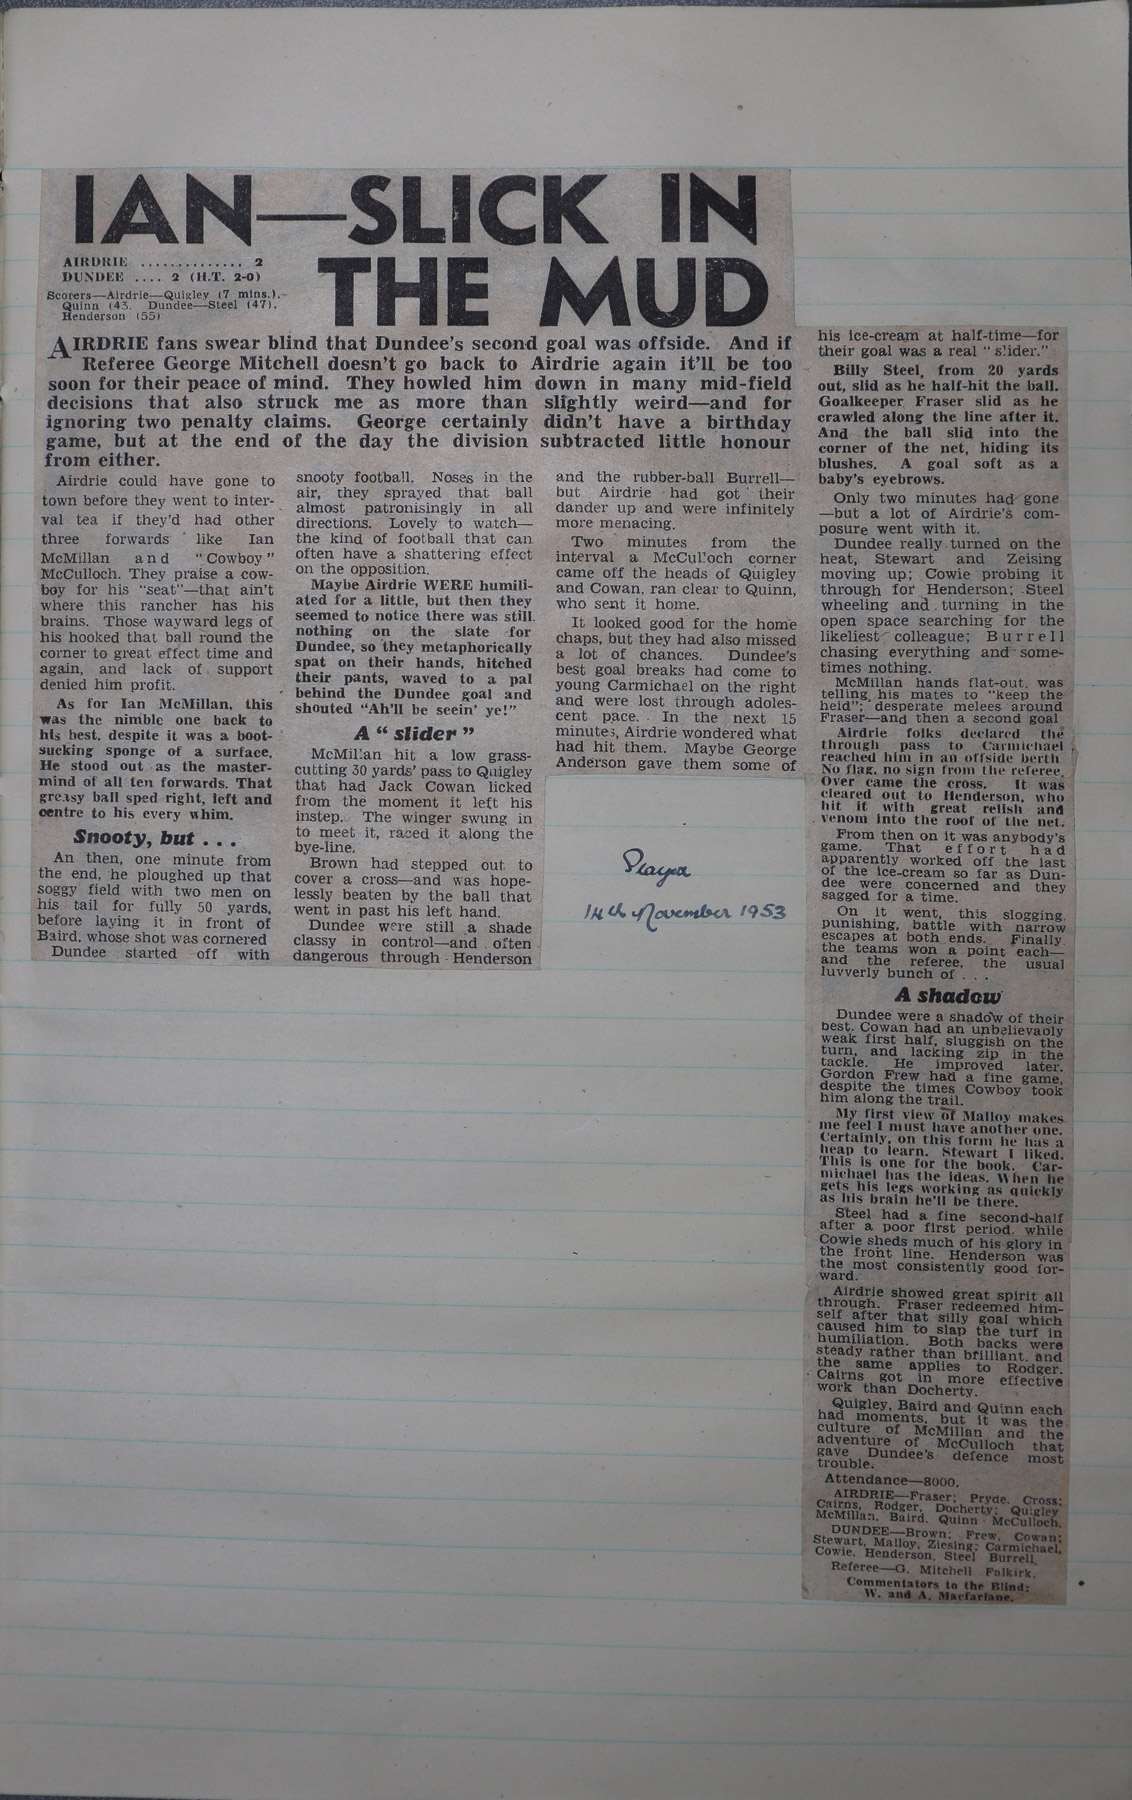 IAN—SLICK IN
THE MUD
AIRDRIE .............. 2
DUNDEE .... 2 (H.T. 2-0)
Scorers—Airdrie—Quigley (7 mins.).
Quinn (43. Dundee—Steel (47).
Henderson (55)
AIRDRIE fans swear blind that Dundee's second goal was offside. And if
Referee George Mitchell doesn't go back to Airdrie again it'll be too
soon for their peace of mind. They howled him down in many mid-field
decisions that also struck me as more than slightly weird—and for
ignoring two penalty claims. George certainly didn't have a birthday
game, but at the end of the day the division subtracted little honour
from either.
Airdrie could have gone to
town before they went to inter-
val tea if they'd had other
three forwards like Ian
McMillan and "Cowboy"
McCulloch. They praise a cow-
boy for his "seat"—that ain't
where this rancher has his
brains. Those wayward legs of
his hooked that ball round the
corner to great effect time and
again, and lack of support
denied him profit.
As for Ian McMillan, this
was the nimble one back to
his best, despite it was a boot-
sucking sponge of a surface.
He stood out as the master-
mind of all ten forwards. That
greasy ball sped right, left and
centre to his every whim.
Snooty, but . . .
An then, one minute from
the end, he ploughed up that
soggy field with two men on
his tail for fully 50 yards,
before laying it in front of
Baird, whose shot was cornered
Dundee started off with
snooty football. Noses in the
air, they sprayed that ball
almost patronisingly in all
directions. Lovely to watch—
the kind of football that can
often have a shattering effect
on the opposition.
Maybe Airdrie WERE humili-
ated for a little, but then they
seemed to notice there was still
nothing on the slate for
Dundee, so they metaphorically
spat on their hands, hitched
their pants, waved to a pal
behind the Dundee goal and
shouted "Ah'll be seein' ye!"
A "slider"
McMillan hit a low grass-
cutting 30 yards' pass to Quigley
that had Jack Cowan licked
from the moment it left his
instep. The winger swung in
to meet it, raced it along the
bye-line.
Brown had stepped out to
cover a cross—and was hope-
lessly beaten by the ball that
went in past his left hand.
Dundee were still a shade
classy in control—and often
dangerous through Henderson
and the rubber-ball Burrell—
but Airdrie had got their
dander up and were infinitely
more menacing.
Two minutes from the
interval a McCulloch corner
came off the heads of Quigley
and Cowan, ran clear to Quinn,
who sent it home.
It looked good for the home
chaps, but they had also missed
a lot of chances. Dundee's
best goal breaks had come to
young Carmichael on the right
and were lost through adoles-
cent pace. In the next 15
minutes, Airdrie wondered what
had hit them. Maybe George
Anderson gave them some of
his ice-cream at half-time—for
their goal was a real "slider."
Billy Steel, from 20 yards
out, slid as he half-hit the ball.
Goalkeeper Fraser slid as he
crawled along the line after it.
And the ball slid into the
corner of the net, hiding its
blushes. A goal soft as a
baby's eyebrows.
Only two minutes had gone
—but a lot of Airdrie's com-
posure went with it.
Dundee really turned on the
heat, Stewart and Zeising
moving up; Cowie probing it
through for Henderson; Steel
wheeling and turning in the
open space searching for the
likeliest colleague; Burrell
chasing everything and some-
times nothing.
McMillan hands flat-out, was
telling his mates to "keep the
held"; desperate melees around
Fraser—and then a second goal
Airdrie folks declared the
through pass to Carmichael
reached him in an offside berth
No flag, no sign from the referee.
Over came the cross. It was
cleared out to Henderson, who
hit it with great relish and
venom into the roof of the net.
From then on it was anybody's
game. That effort had
apparently worked off the last
of the ice-cream so far as Dun-
dee were concerned and they
sagged for a time.
On it went, this slogging,
punishing, battle with narrow
escapes at both ends. Finally
the teams won a point each—
and the referee, the usual
luvverly bunch of . . .
A shadow
Dundee were a shadow of their
best. Cowan had an unbelievably
weak first half, sluggish on the
turn, and lacking zip in the
tackle. He improved later.
Gordon Frew had a fine game,
despite the times Cowboy took
him along the trail.
My first view of Malloy makes
me feel I must have another one.
Certainly, on this form he has a
heap to learn. Stewart I liked.
This is one for the book. Car-
michael has the ideas. When he
gets his legs working as quickly
as his brain he'll be there.
Steel had a fine second-half
after a poor first period, while
Cowie sheds much of his glory in
the front line. Henderson was
the most consistently good for-
ward.
Airdrie showed great spirit all
through. Fraser redeemed him-
self after that silly goal which
caused him to slap the turf in
humiliation. Both backs were
steady rather than brilliant, and
the same applies to Rodger.
Cairns got in more effective
work than Docherty.
Quigley, Baird and Quinn each
had moments, but it was the
culture of McMillan and the
adventure of McCulloch that
gave Dundee's defence most
trouble.
Attendance—8000.
AIRDRIE—Fraser; Pryde, Cross;
Cairns, Rodger, Docherty; Quigley
McMillan, Baird, Quinn McCulloch.
DUNDEE—Brown; Frew, Cowan;
Stewart, Malloy, Ziesing; Carmichael,
Cowie, Henderson, Steel Burrell.
Referee—G. Mitchell Falkirk.
Commentators to the Blind:
W. and A. Macfarlane.
14th November 1953